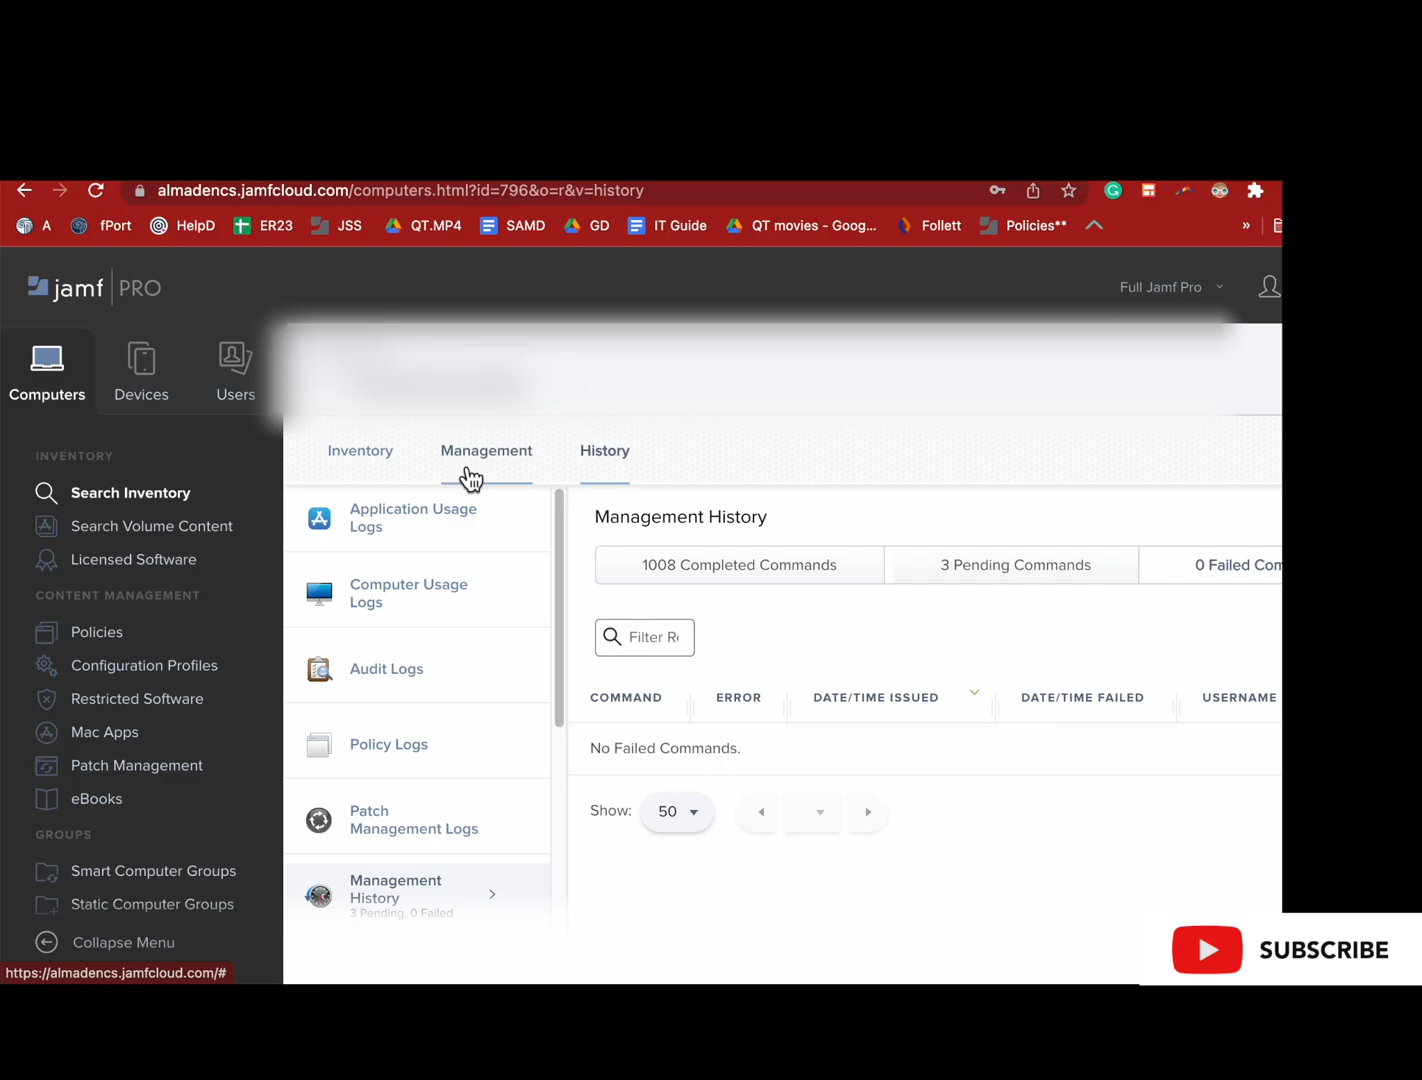 almadencs.jamfcloud.com/computers.html?id=796&o=r&v=history
A fPort HelpD ER23 JSS QT.MP4 SAMD GD IT Guide QT movies - Goog... Follett Policies** »
jamf PRO
Full Jamf Pro
Computers Devices Users
Inventory Management History
INVENTORY
Search Inventory
Search Volume Content
Licensed Software
CONTENT MANAGEMENT
Policies
Configuration Profiles
Restricted Software
Mac Apps
Patch Management
eBooks
GROUPS
Smart Computer Groups
Static Computer Groups
Collapse Menu
https://almadencs.jamfcloud.com/#
Application Usage
Logs
Computer Usage
Logs
Audit Logs
Policy Logs
Patch
Management Logs
Management
History
3 Pending, 0 Failed
Management History
1008 Completed Commands 3 Pending Commands 0 Failed Com
Filter Re
COMMAND ERROR DATE/TIME ISSUED DATE/TIME FAILED USERNAME
No Failed Commands.
Show: 50
SUBSCRIBE